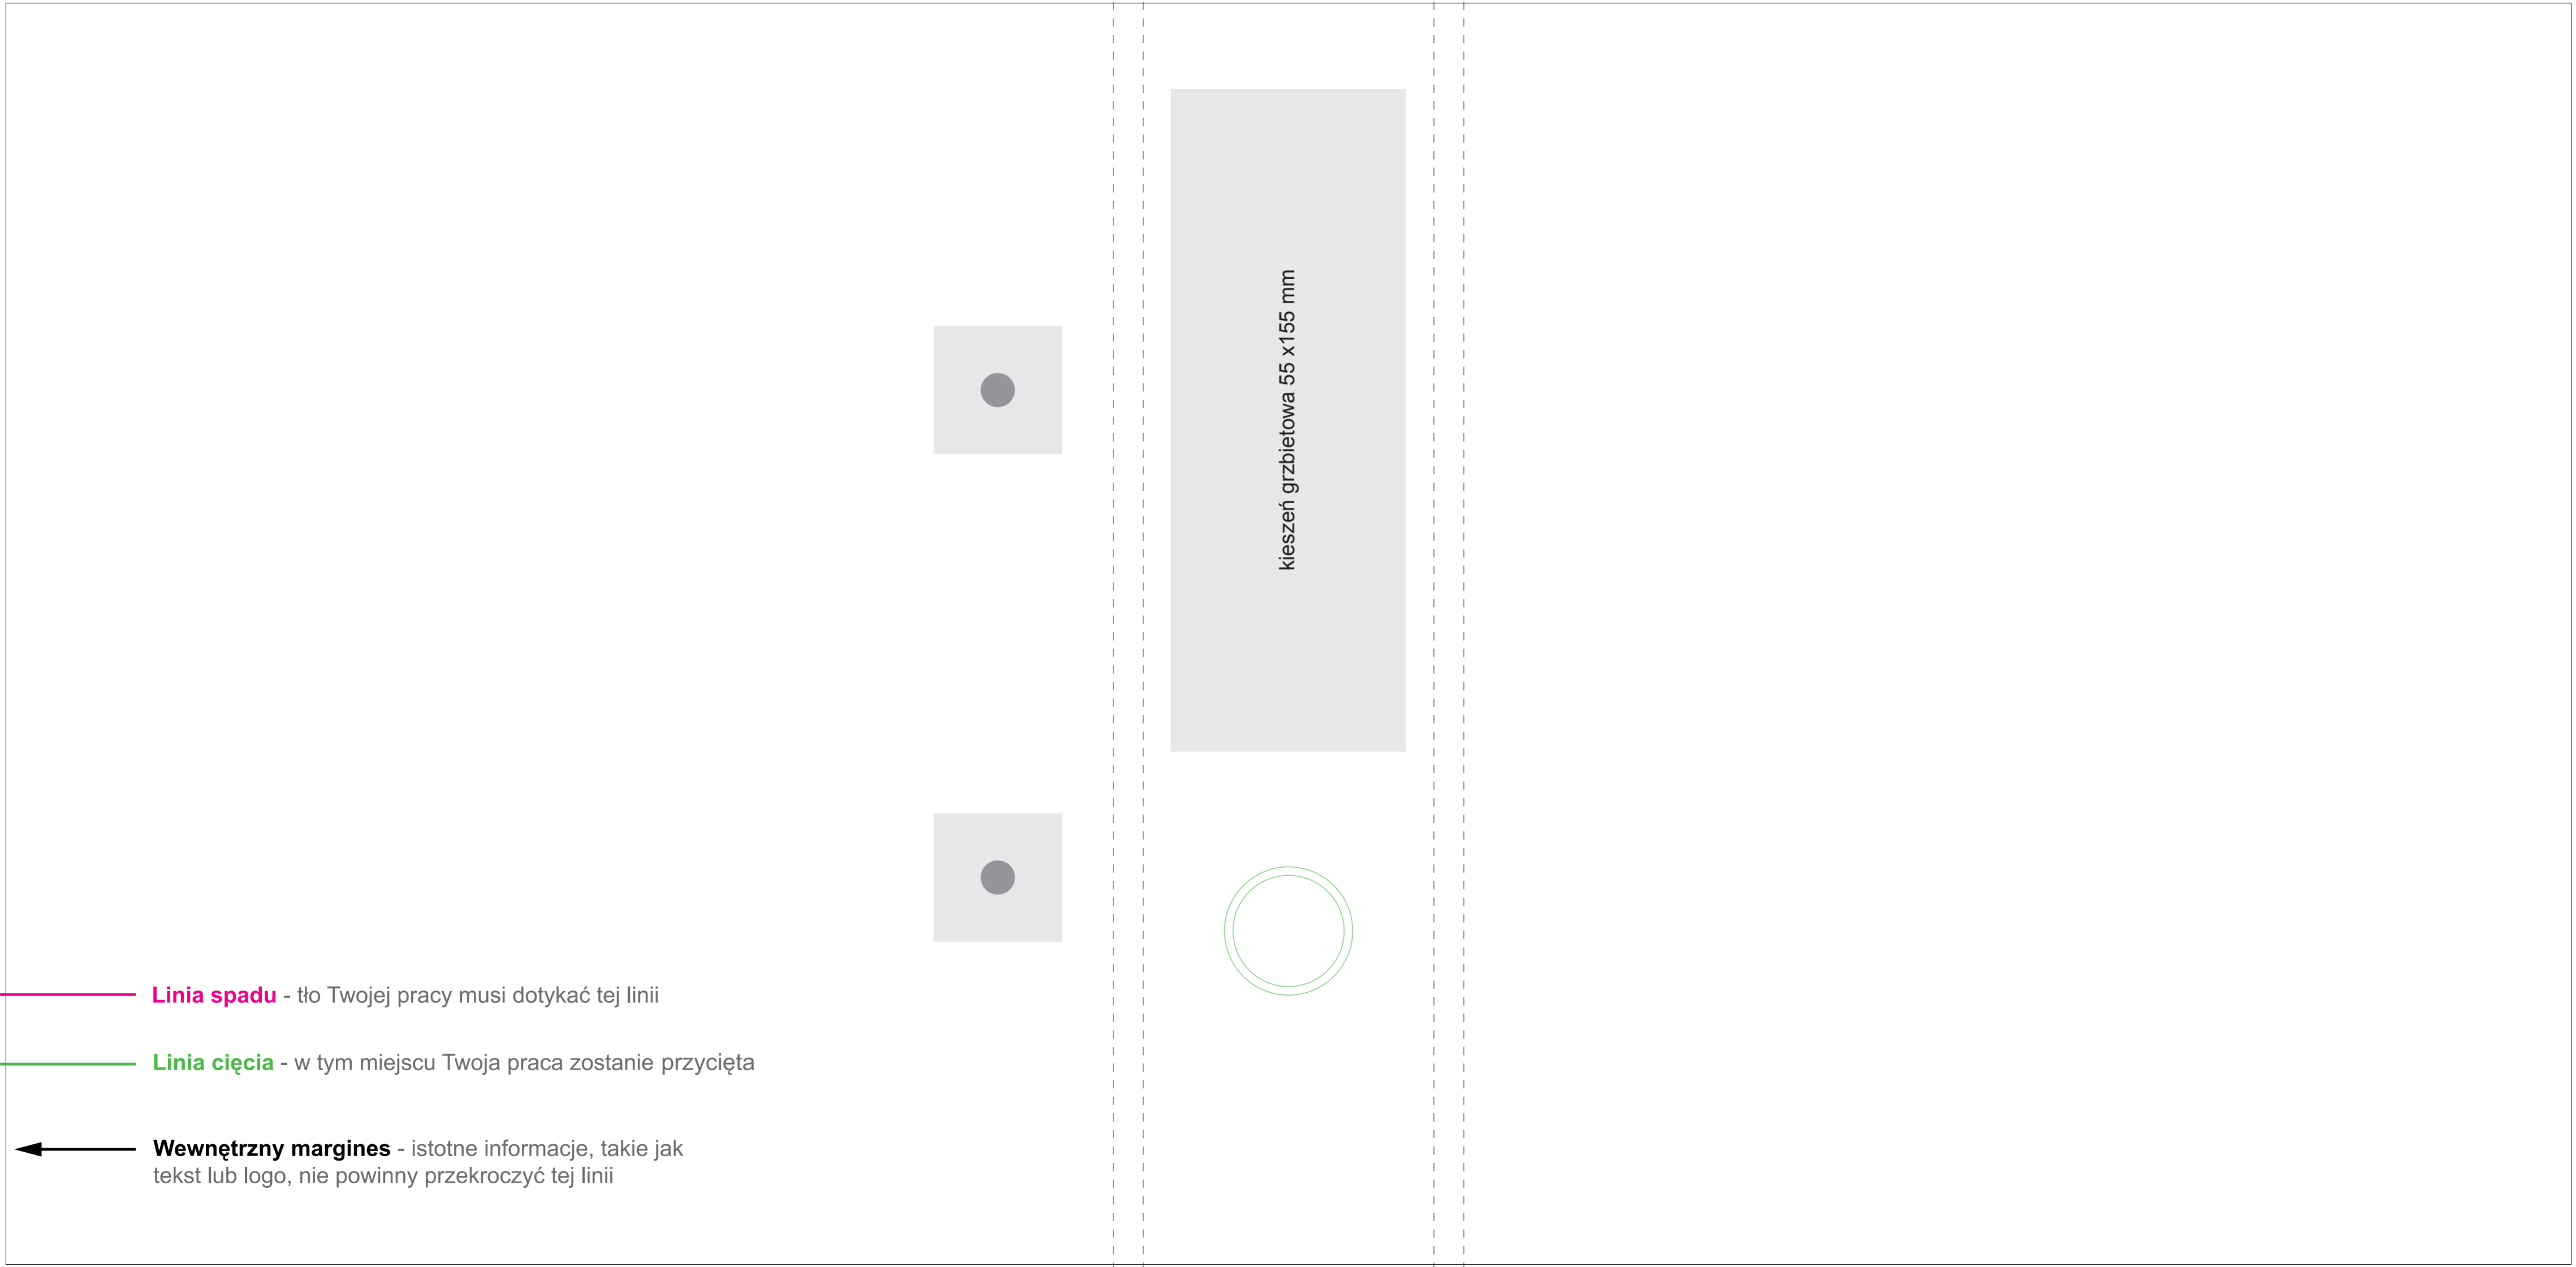 kieszeń grzbietowa 55 x155 mm
Linia spadu - tło Twojej pracy musi dotykać tej linii
Linia cięcia - w tym miejscu Twoja praca zostanie przycięta
Wewnętrzny margines - istotne informacje, takie jak
tekst lub logo, nie powinny przekroczyć tej linii